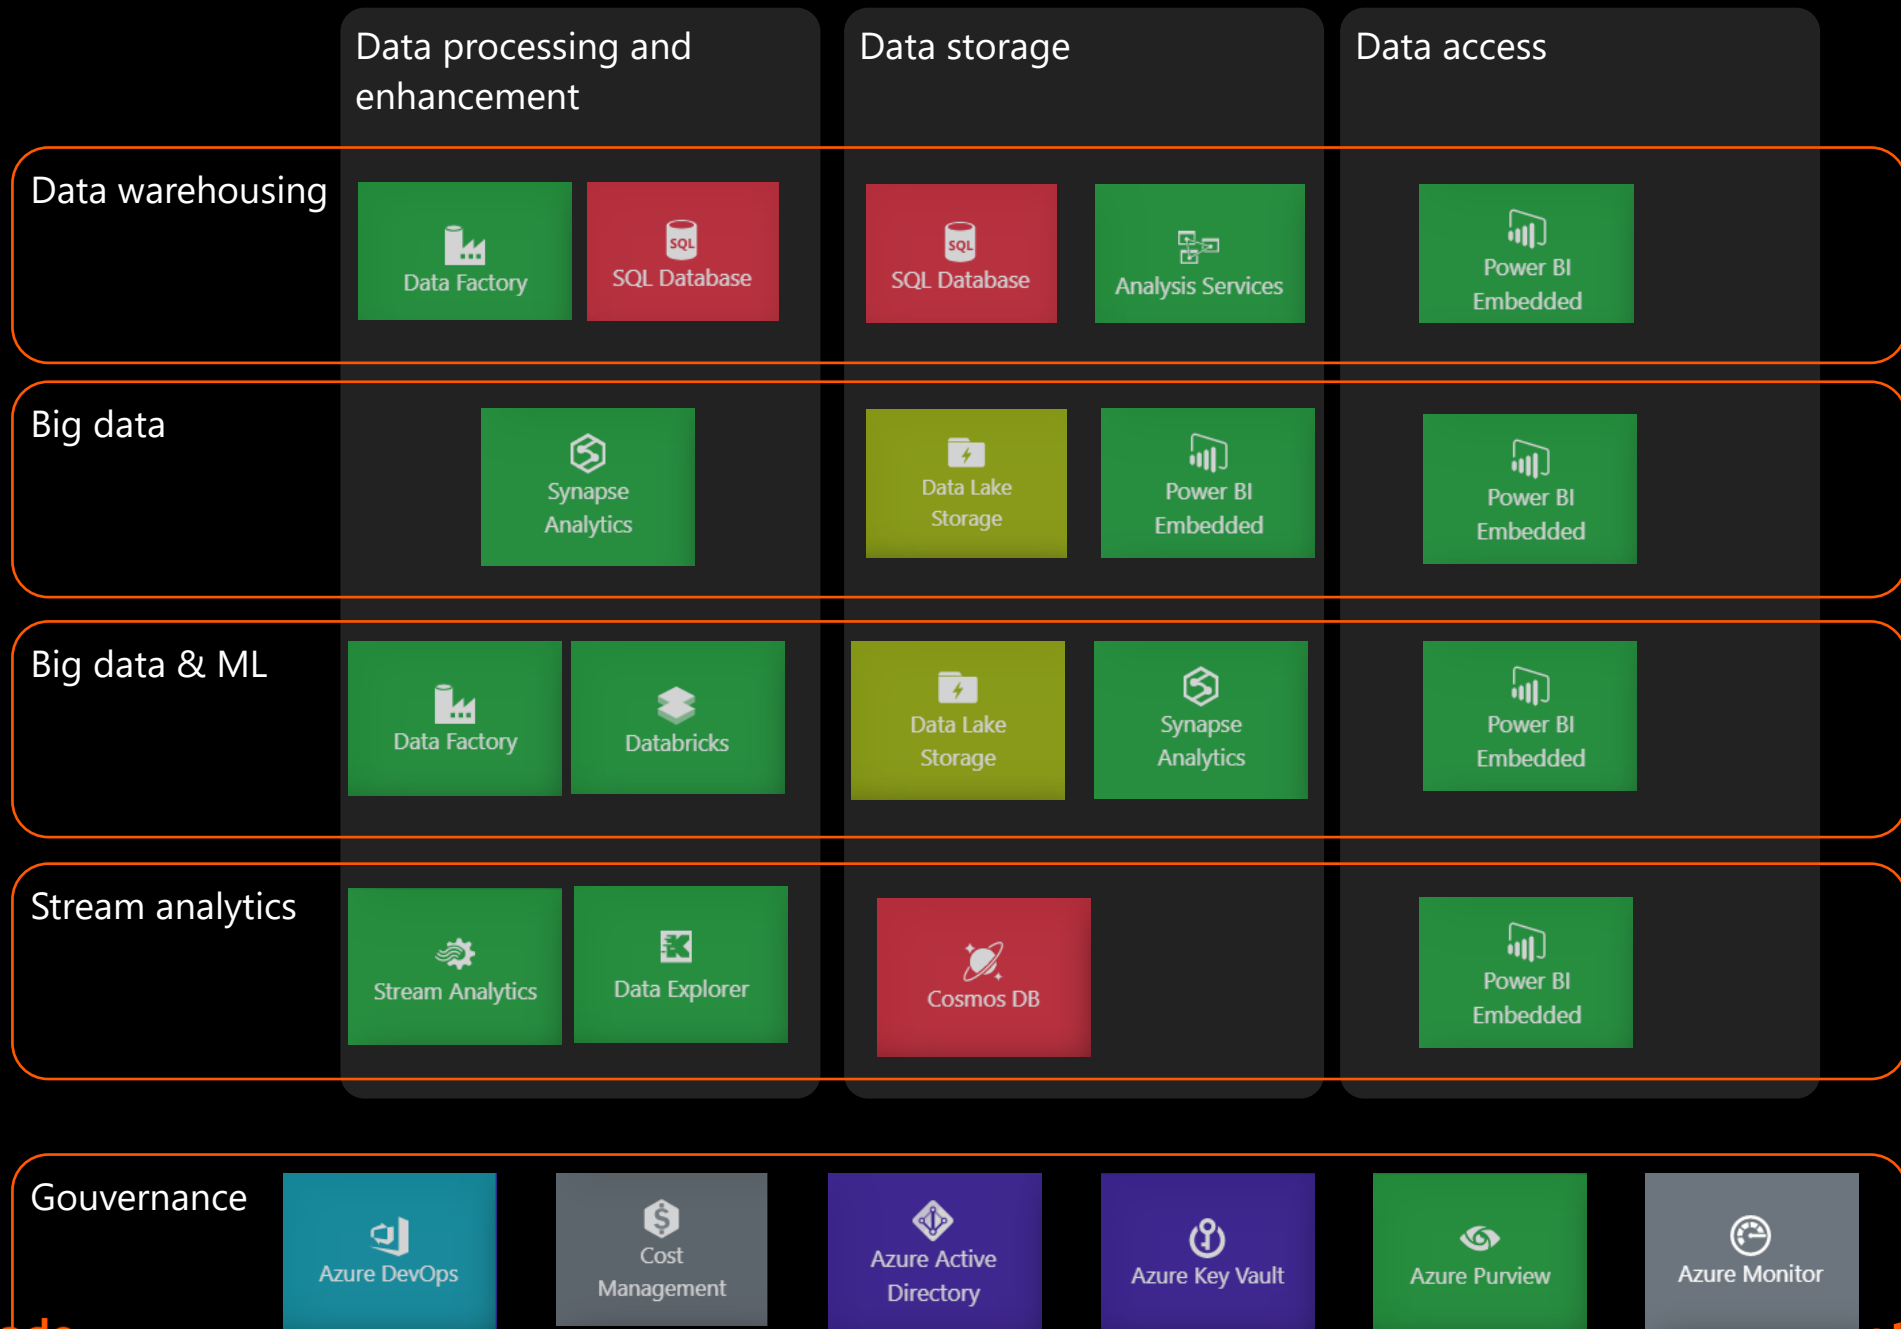 Data processing and
enhancement
Data storage
Data access
Data warehousing
Data Factory
SQL
SQL Database
SQL
SQL Database
Analysis Services
Power BI
Embedded
Big data
Synapse
Analytics
Data Lake
Storage
Power BI
Embedded
Power BI
Embedded
Big data & ML
Data Factory
Databricks
Data Lake
Storage
Synapse
Analytics
Power BI
Embedded
Stream analytics
Stream Analytics
Data Explorer
Cosmos DB
Power BI
Embedded
Gouvernance
Azure DevOps
Cost
Management
Azure Active
Directory
Azure Key Vault
Azure Purview
Azure Monitor